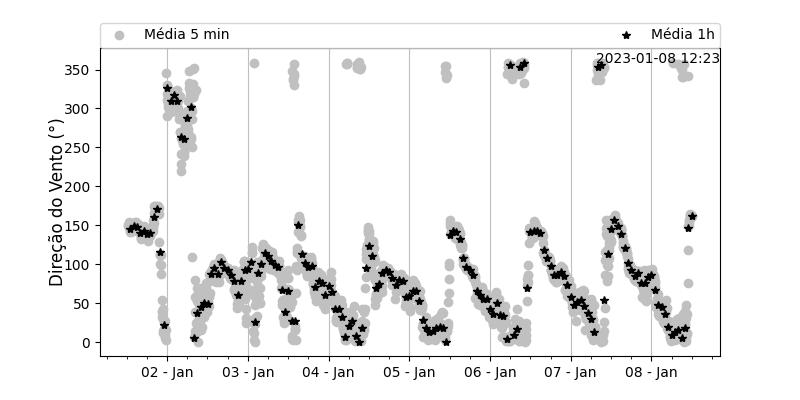 Média 5 min
Média 1h
2023-01-08 12:23
Direção do Vento (°)
350
300
250
200
150
100
50
0
02 - Jan
03 - Jan
04 - Jan
05 - Jan
06 - Jan
07 - Jan
08 - Jan